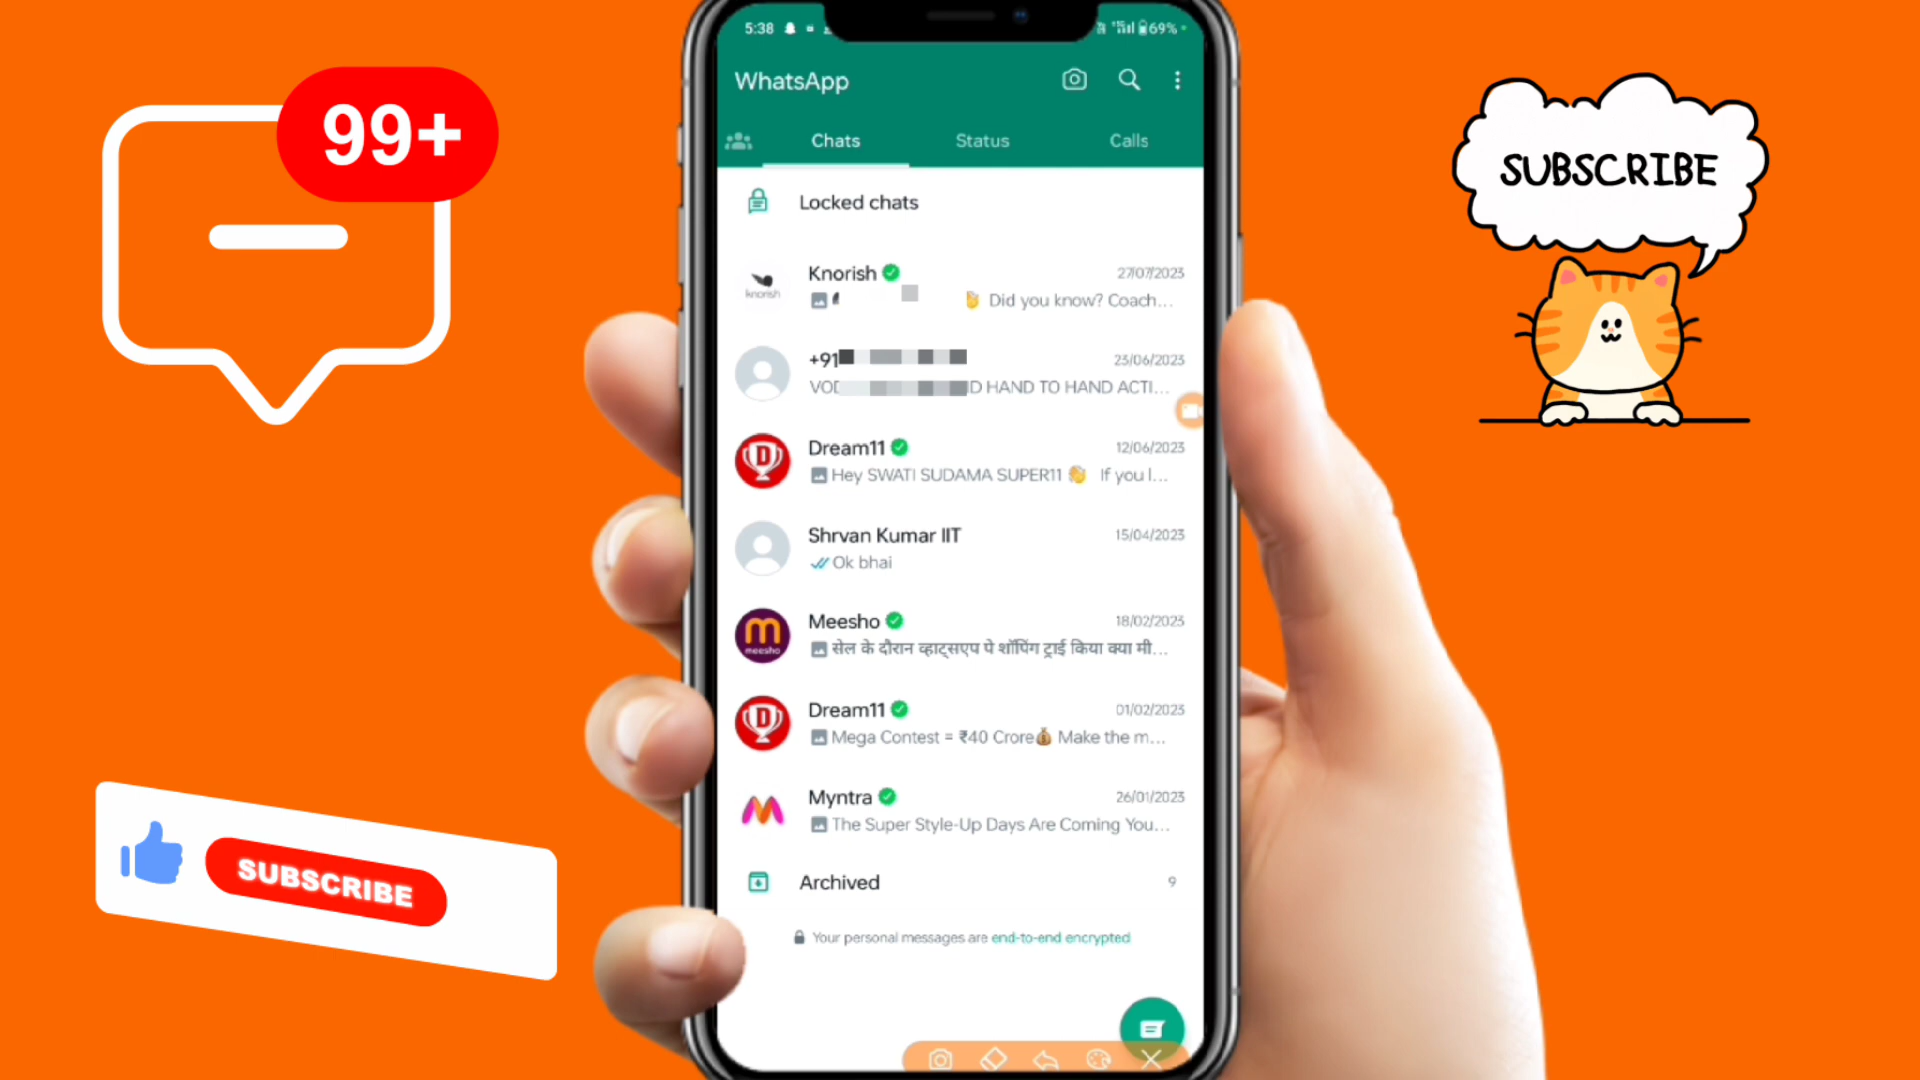 99+
SUBSCRIBE
SUBSCRIBE
5:38
69%
WhatsApp
Chats
Status
Calls
Locked chats
knorish
Knorish
27/07/2023
Did you know? Coach...
+91
23/06/2023
D HAND TO HAND ACTI...
Dream11
12/06/2023
Hey SWATI SUDAMA SUPER11 👋 If you l...
Shrvan Kumar IIT
15/04/2023
Ok bhai
meesho
Meesho
18/02/2023
सेल के दौरान व्हाट्सएप पे शॉपिंग ट्राई किया क्या मी...
Dream11
01/02/2023
Mega Contest = ₹40 Crore💰 Make the m...
Myntra
26/01/2023
The Super Style-Up Days Are Coming You...
Archived
9
Your personal messages are end-to-end encrypted